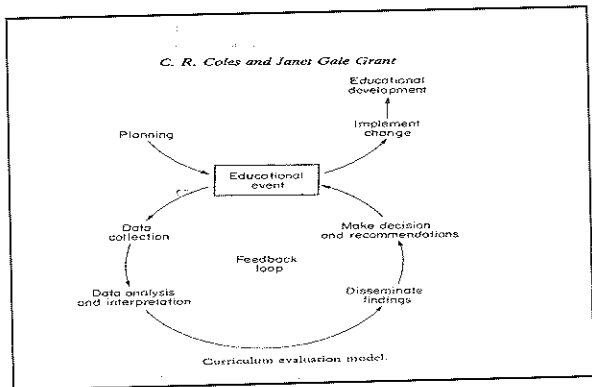 C. R. Coles and Janet Gale Grant
Educational
development
Implement
change
Planning
Educational
event
Data
collection
Make decision
and recommendations
Feedback
loop
Data analysis
and interpretation
Disseminate
findings
Curriculum evaluation model.